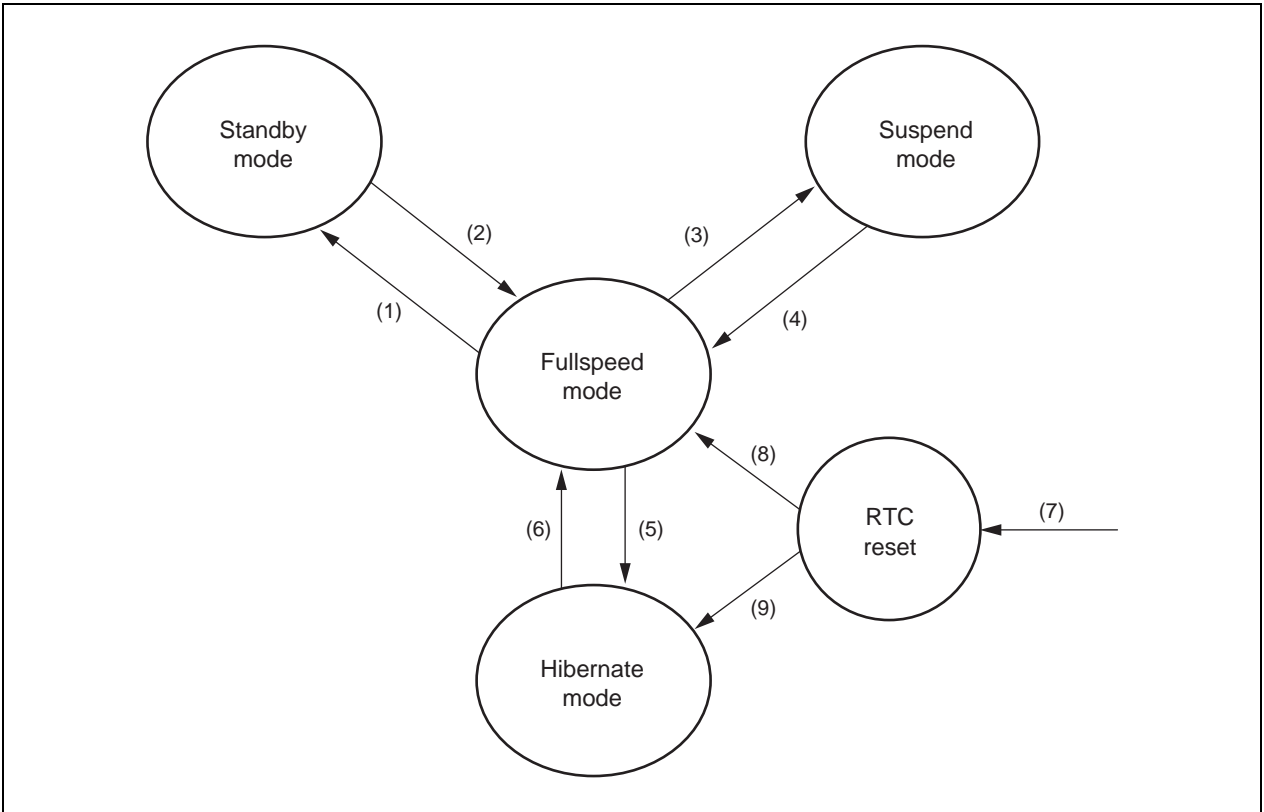 Standby
mode
Suspend
mode
(2)
(3)
(1)
(4)
Fullspeed
mode
(8)
(7)
RTC
reset
(6)
(5)
(9)
Hibernate
mode